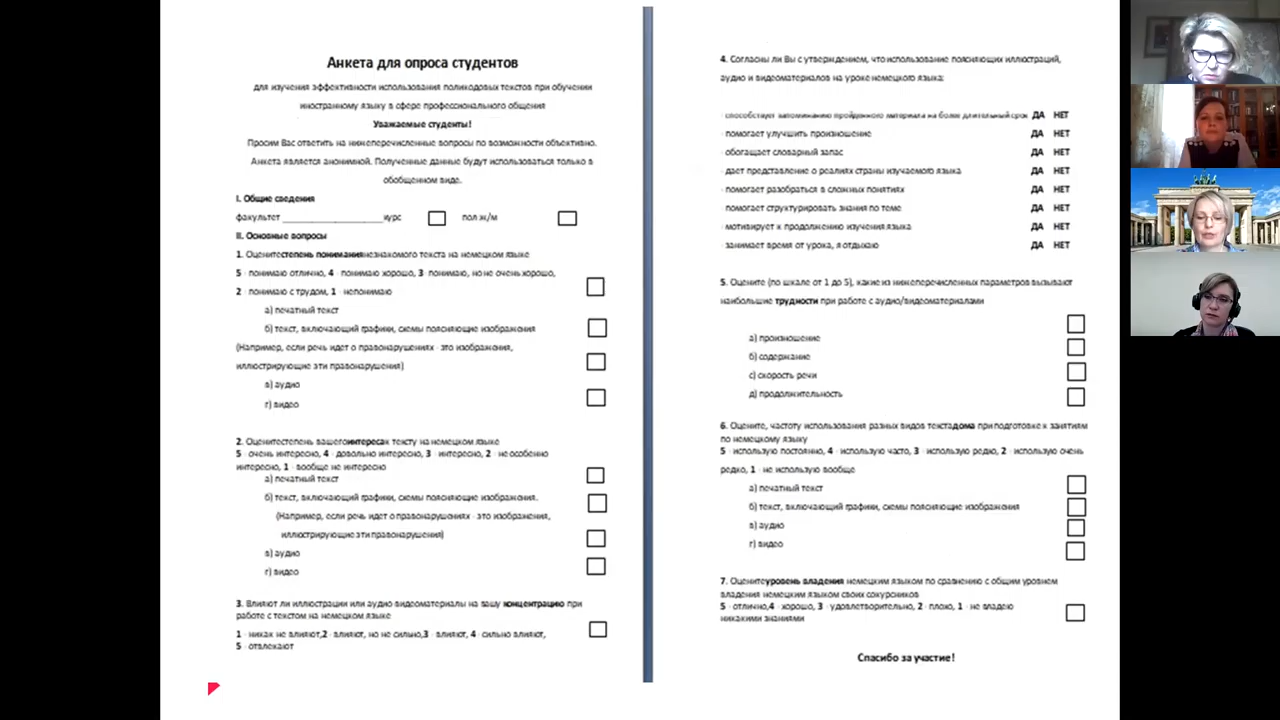 Анкета для опроса студентов
для изучения эффективности использования поликодовых текстов при обучении
иностранному языку в сфере профессионального общения
Уважаемые студенты!
Просим Вас ответить на нижеперечисленные вопросы по возможности объективно.
Анкета является анонимной. Полученные данные будут использоваться только в
обобщенном виде.
I. Общие сведения
факультет ____________________курс пол ж/м
II. Основные вопросы
1. Оцените степень понимания незнакомого текста на немецком языке
5 - понимаю отлично, 4 - понимаю хорошо, 3 - понимаю, но не очень хорошо,
2 - понимаю с трудом, 1 - не понимаю
а) печатный текст
б) текст, включающий графики, схемы поясняющие изображения
(Например, если речь идет о правонарушениях - это изображения,
иллюстрирующие эти правонарушения)
в) аудио
г) видео
2. Оцените степень вашего интереса к тексту на немецком языке
5 - очень интересно, 4 - довольно интересно, 3 - интересно, 2 - не особенно
интересно, 1 - вообще не интересно
а) печатный текст
б) текст, включающий графики, схемы поясняющие изображения.
(Например, если речь идет о правонарушениях - это изображения,
иллюстрирующие эти правонарушения)
в) аудио
г) видео
3. Влияют ли иллюстрации или аудио видеоматериалы на вашу концентрацию при
работе с текстом на немецком языке
1 - никак не влияют, 2 - влияют, но не сильно, 3 - влияют, 4 - сильно влияют,
5 - отвлекают
4. Согласны ли Вы с утверждением, что использование поясняющих иллюстраций,
аудио и видеоматериалов на уроке немецкого языка:
- способствует запоминанию пройденного материала на более длительный срок ДА НЕТ
- помогает улучшить произношение ДА НЕТ
- обогащает словарный запас ДА НЕТ
- дает представление о реалиях страны изучаемого языка ДА НЕТ
- помогает разобраться в сложных понятиях ДА НЕТ
- помогает структурировать знания по теме ДА НЕТ
- мотивирует к продолжению изучения языка ДА НЕТ
- занимает время от урока, я отдыхаю ДА НЕТ
5. Оцените (по шкале от 1 до 5), какие из нижеперечисленных параметров вызывают
наибольшие трудности при работе с аудио/видеоматериалами
а) произношение
б) содержание
с) скорость речи
д) продолжительность
6. Оцените, частоту использования разных видов текста дома при подготовке к занятиям
по немецкому языку
5 - использую постоянно, 4 - использую часто, 3 - использую редко, 2 - использую очень
редко, 1 - не использую вообще
а) печатный текст
б) текст, включающий графики, схемы поясняющие изображения
в) аудио
г) видео
7. Оцените уровень владения немецким языком по сравнению с общим уровнем
владения немецким языком своих сокурсников
5 - отлично, 4 - хорошо, 3 - удовлетворительно, 2 - плохо, 1 - не владею
никакими знаниями
Спасибо за участие!